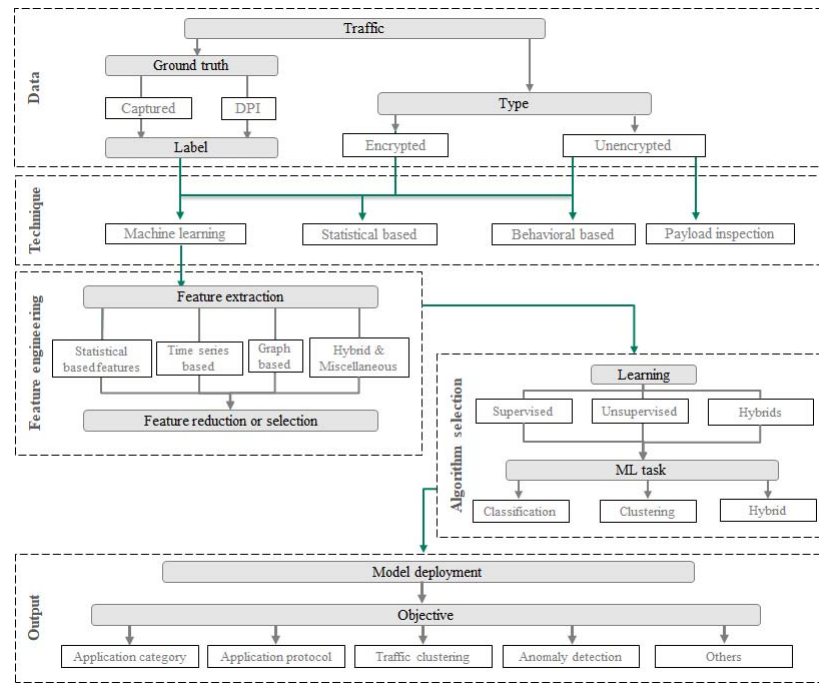 Data
Traffic
Ground truth
Captured
DPI
Label
Type
Encrypted
Unencrypted
Technique
Machine learning
Statistical based
Behavioral based
Payload inspection
Feature engineering
Feature extraction
Statistical
based features
Time series
based
Graph
based
Hybrid &
Miscellaneous
Feature reduction or selection
Algorithm selection
Learning
Supervised
Unsupervised
Hybrids
ML task
Classification
Clustering
Hybrid
Output
Model deployment
Objective
Application category
Application protocol
Traffic clustering
Anomaly detection
Others